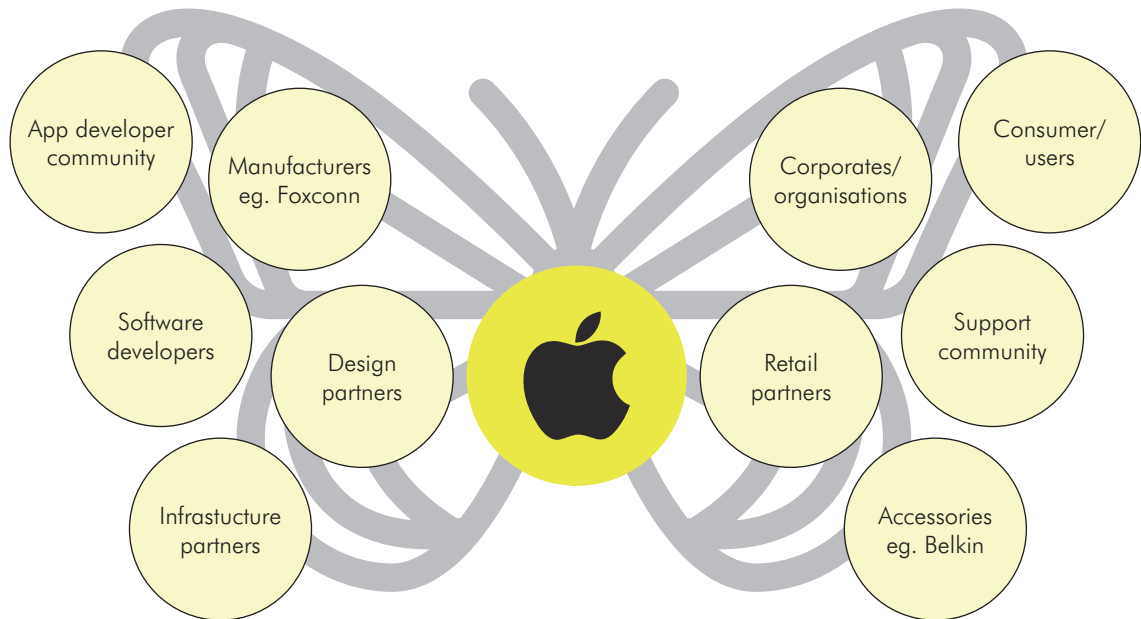 App developer
community
Manufacturers
eg. Foxconn
Corporates/
organisations
Consumer/
users
Software
developers
Design
partners
Retail
partners
Support
community
Infrastucture
partners
Accessories
eg. Belkin